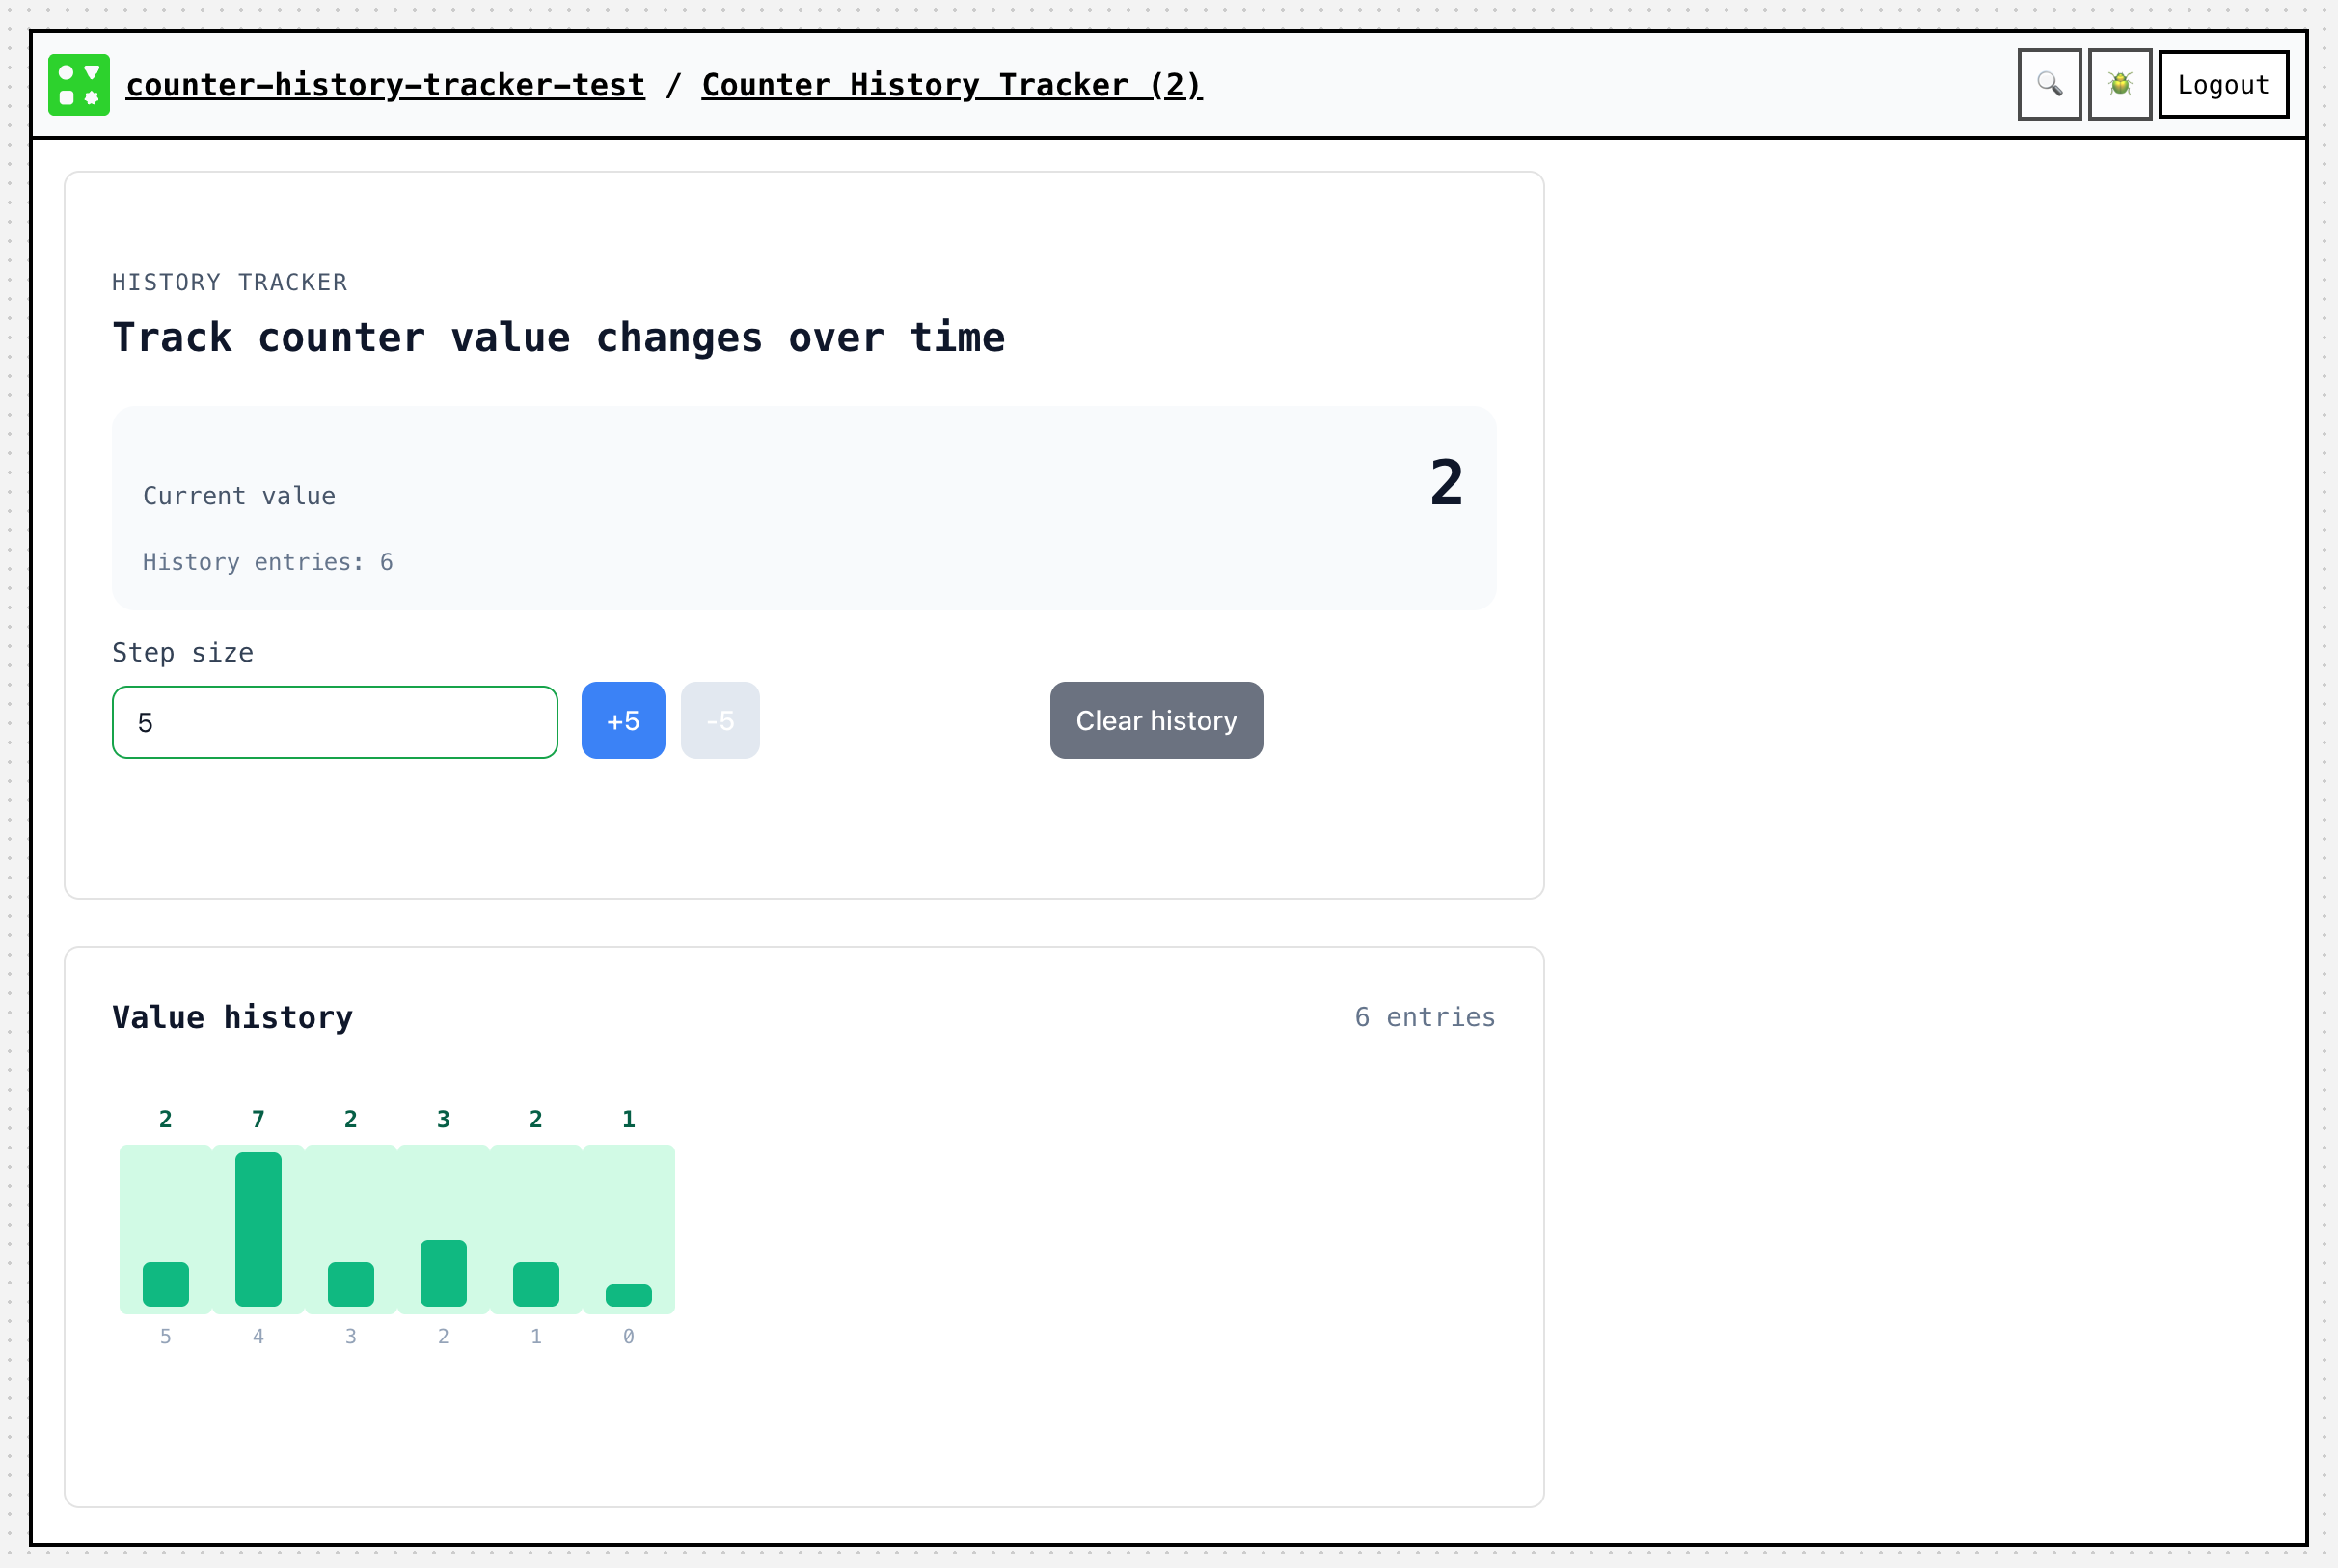 counter-history-tracker-test / Counter History Tracker (2)
Logout
HISTORY TRACKER
Track counter value changes over time
Current value
2
History entries: 6
Step size
5
+5
-5
Clear history
Value history
6 entries
2 7 2 3 2 1
5 4 3 2 1 0